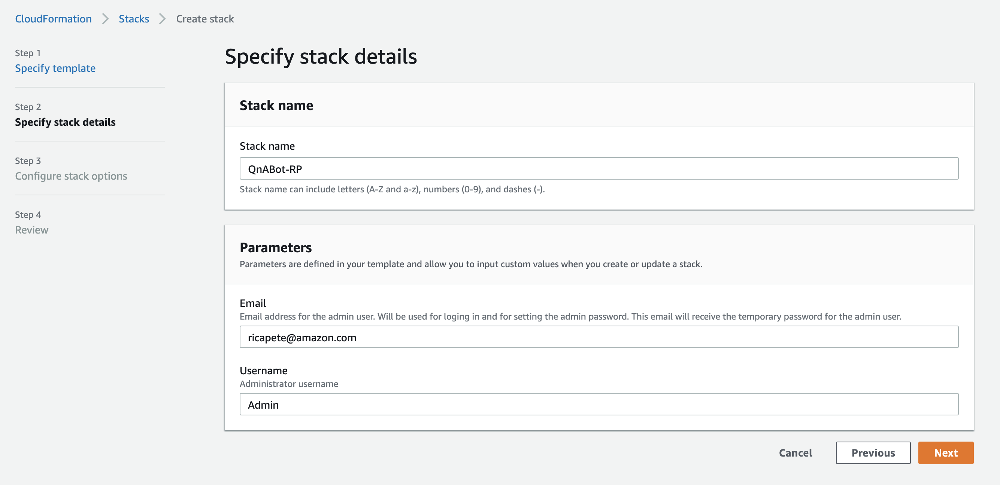 CloudFormation > Stacks > Create stack
Step 1
Specify template
Step 2
Specify stack details
Step 3
Configure stack options
Step 4
Review
Specify stack details
Stack name
Stack name
QnABot-RP
Stack name can include letters (A-Z and a-z), numbers (0-9), and dashes (-).
Parameters
Parameters are defined in your template and allow you to input custom values when you create or update a stack.
Email
Email address for the admin user. Will be used for loging in and for setting the admin password. This email will receive the temporary password for the admin user.
ricapete@amazon.com
Username
Administrator username
Admin
Cancel
Previous
Next